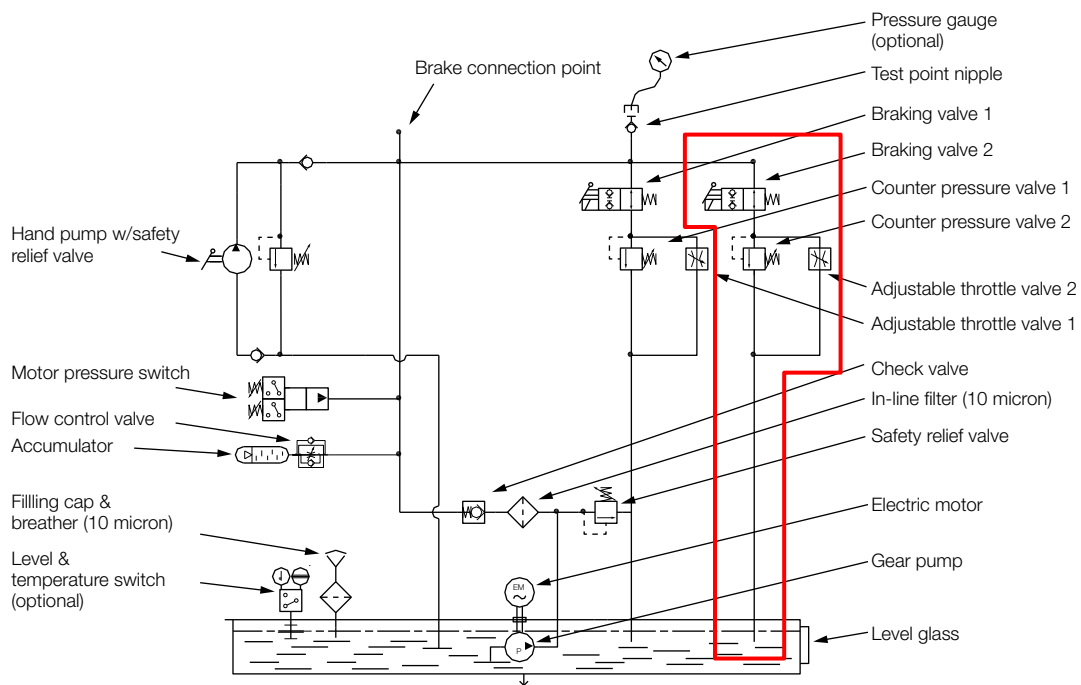 Pressure gauge
(optional)
Brake connection point
Test point nipple
Braking valve 1
Braking valve 2
Counter pressure valve 1
Counter pressure valve 2
Hand pump w/safety
relief valve
Adjustable throttle valve 2
Adjustable throttle valve 1
Motor pressure switch
Check valve
In-line filter (10 micron)
Flow control valve
Accumulator
Safety relief valve
Fillling cap &
breather (10 micron)
Electric motor
Level &
temperature switch
(optional)
Gear pump
EM
P
Level glass